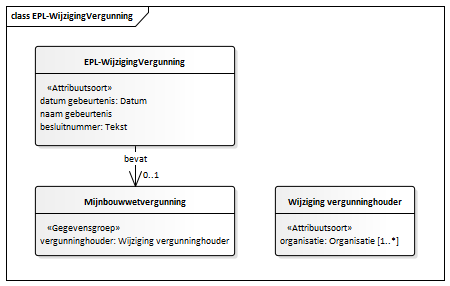 class EPL-WijzigingVergunning
EPL-WijzigingVergunning
«Attribuutsoort»
datum gebeurtenis: Datum
naam gebeurtenis
besluitnummer: Tekst
bevat
0..1
Mijnbouwwetvergunning
«Gegevensgroep»
vergunninghouder: Wijziging vergunninghouder
Wijziging vergunninghouder
«Attribuutsoort»
organisatie: Organisatie [1..*]